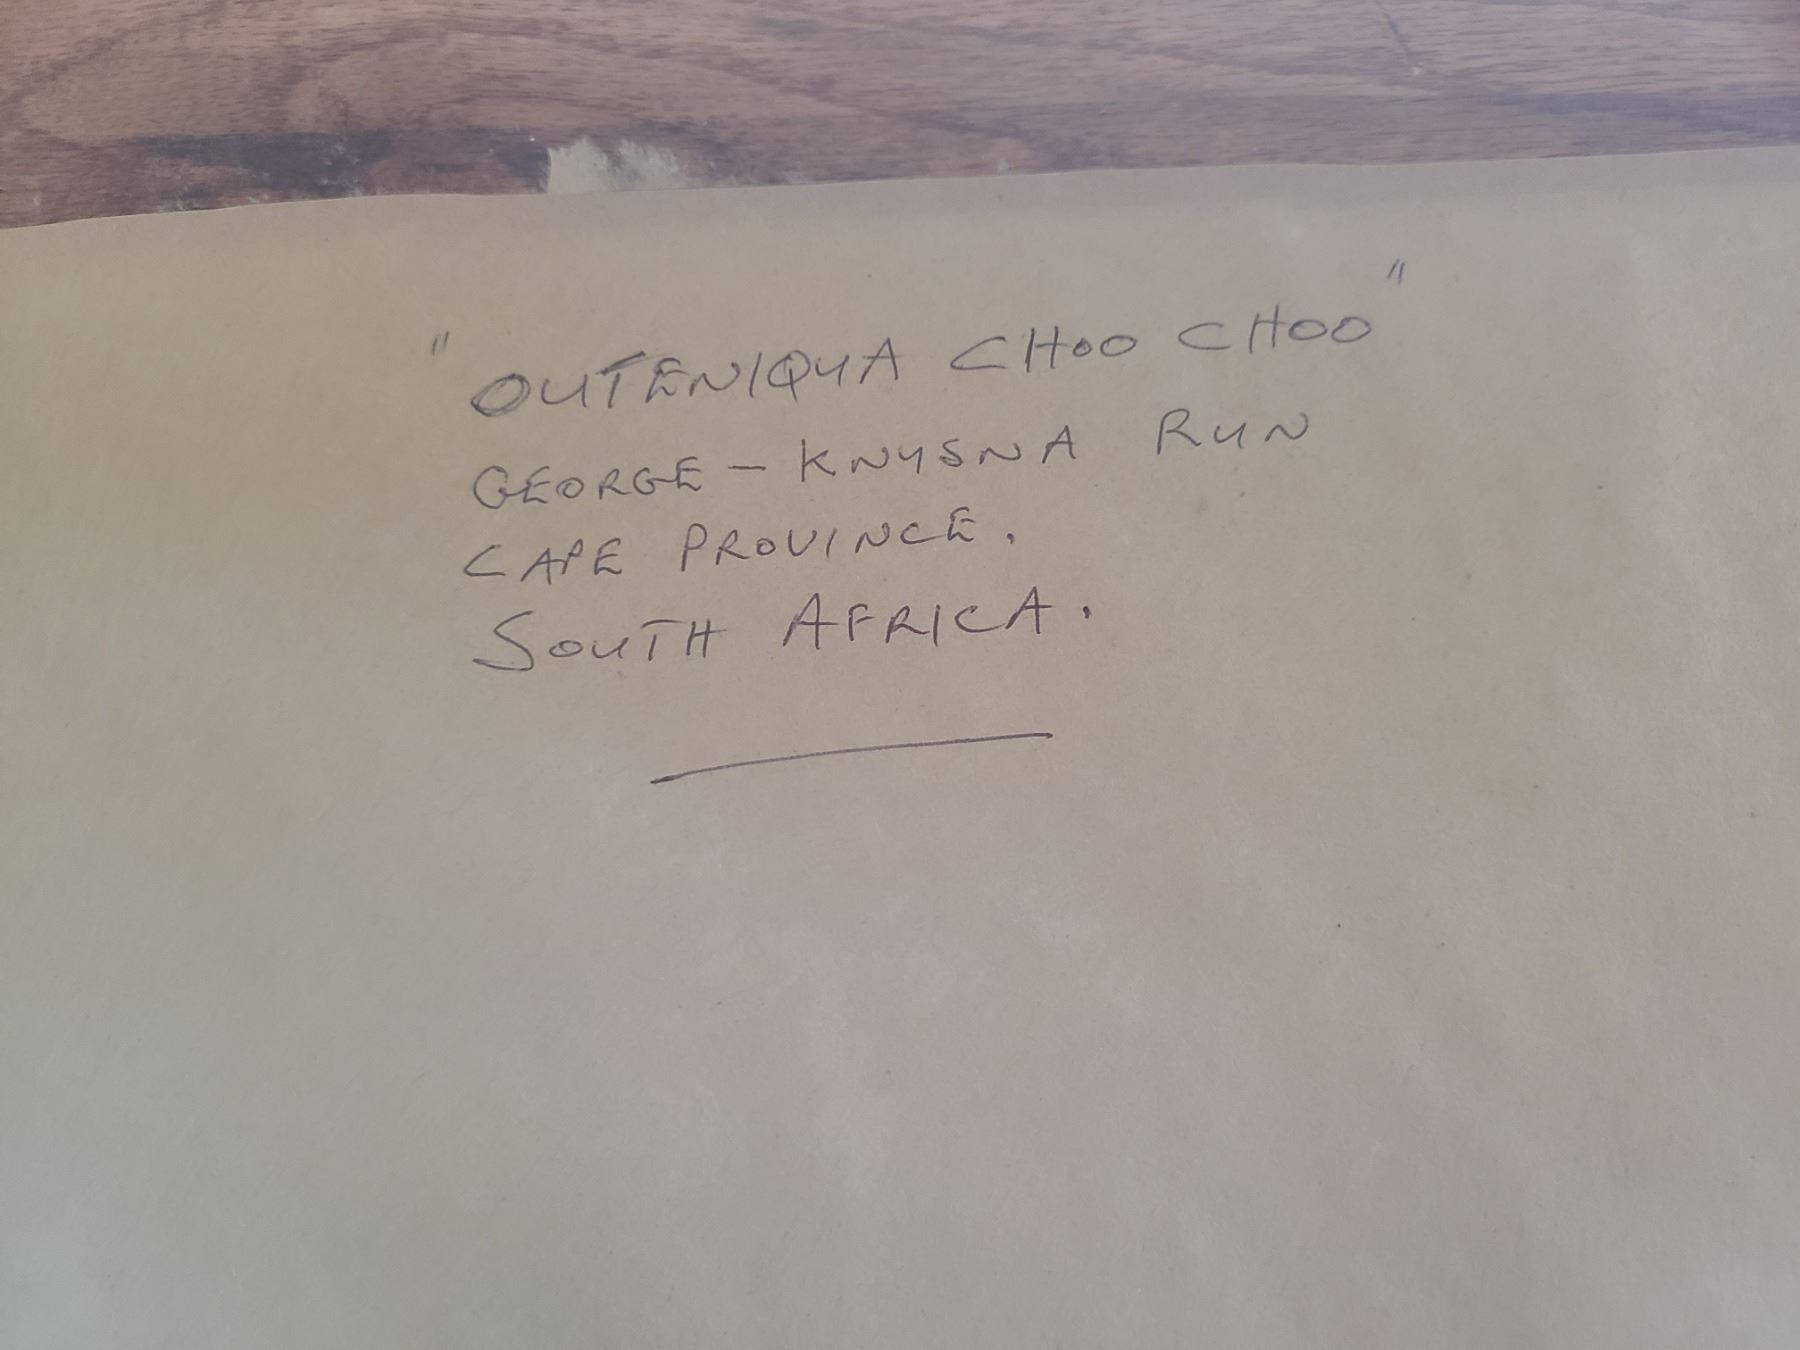 "OUTENIQUA CHOO CHOO"
GEORGE - KNYSNA RUN
CAPE PROVINCE.
SOUTH AFRICA.